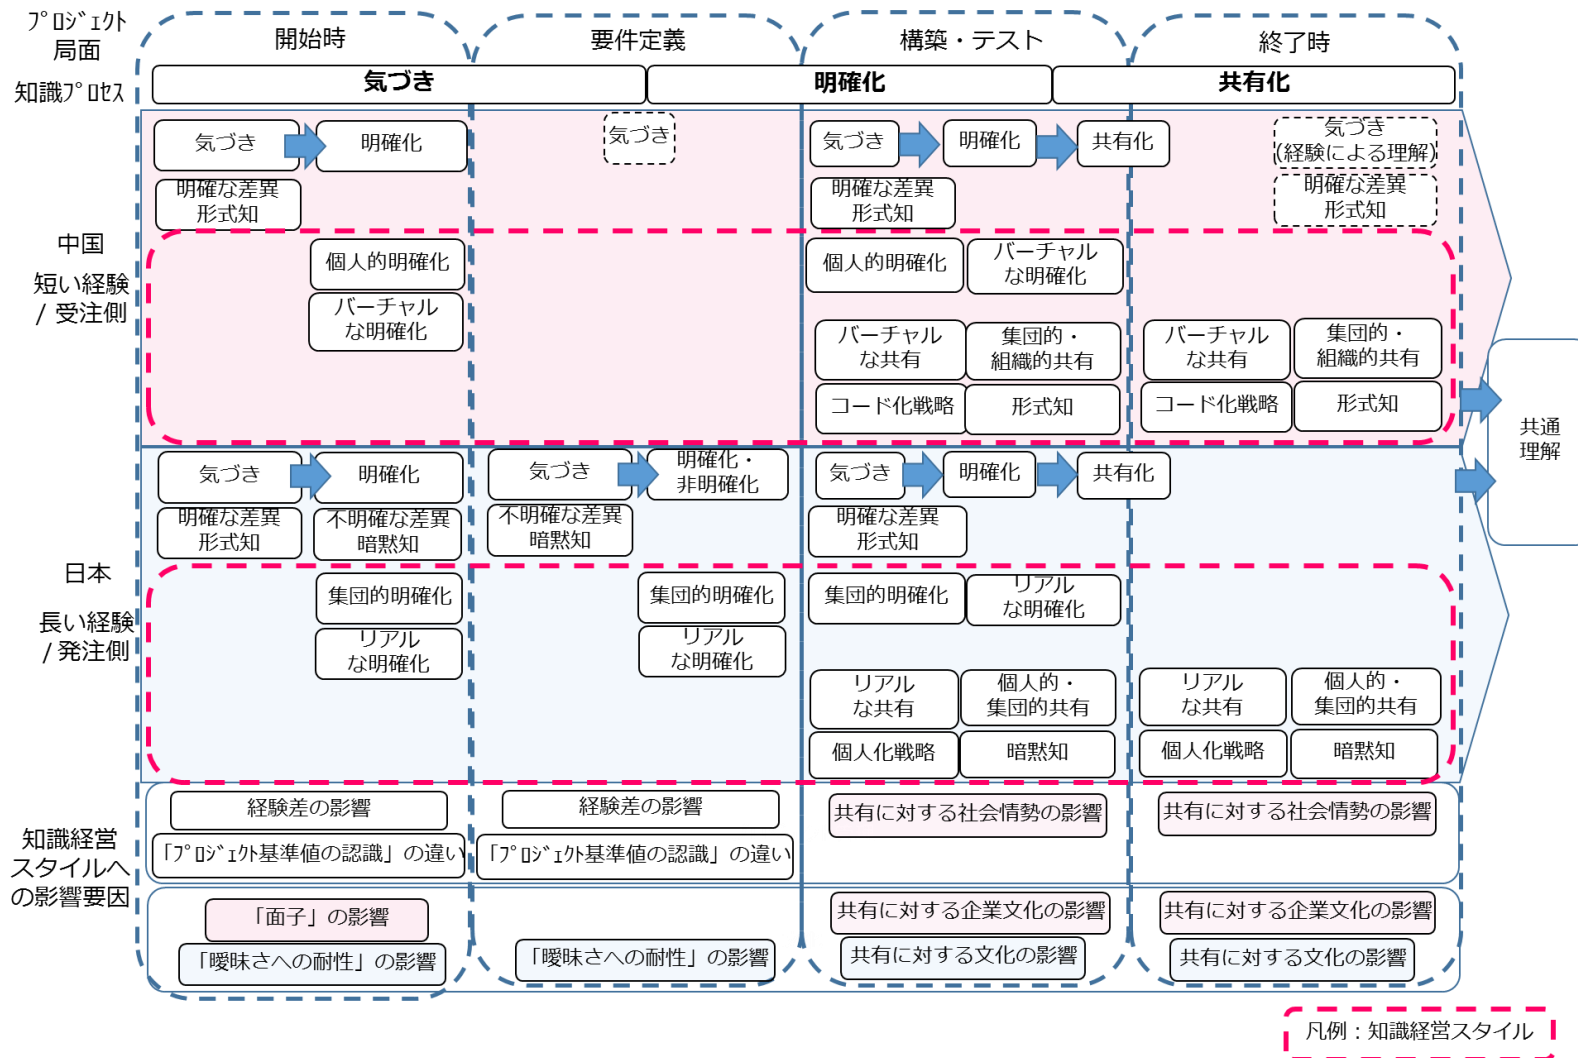 ﾌﾟﾛｼﾞｪｸﾄ
局面
開始時
要件定義
構築・テスト
終了時
知識ﾌﾟﾛｾｽ
気づき
明確化
共有化
中国
短い経験
/ 受注側
気づき
明確化
明確な差異
形式知
個人的明確化
バーチャル
な明確化
気づき
気づき
明確化
共有化
明確な差異
形式知
個人的明確化
バーチャル
な明確化
バーチャル
な共有
集団的・
組織的共有
コード化戦略
形式知
気づき
(経験による理解)
明確な差異
形式知
バーチャル
な共有
集団的・
組織的共有
コード化戦略
形式知
共通
理解
日本
長い経験
/ 発注側
気づき
明確化
明確な差異
形式知
不明確な差異
暗黙知
集団的明確化
リアル
な明確化
気づき
明確化・
非明確化
不明確な差異
暗黙知
集団的明確化
リアル
な明確化
気づき
明確化
共有化
明確な差異
形式知
集団的明確化
リアル
な明確化
リアル
な共有
個人的・
集団的共有
個人化戦略
暗黙知
リアル
な共有
個人的・
集団的共有
個人化戦略
暗黙知
知識経営
スタイルへ
の影響要因
経験差の影響
「ﾌﾟﾛｼﾞｪｸﾄ基準値の認識」の違い
経験差の影響
「ﾌﾟﾛｼﾞｪｸﾄ基準値の認識」の違い
共有に対する社会情勢の影響
共有に対する社会情勢の影響
「面子」の影響
「曖昧さへの耐性」の影響
「曖昧さへの耐性」の影響
共有に対する企業文化の影響
共有に対する文化の影響
共有に対する企業文化の影響
共有に対する文化の影響
凡例：知識経営スタイル